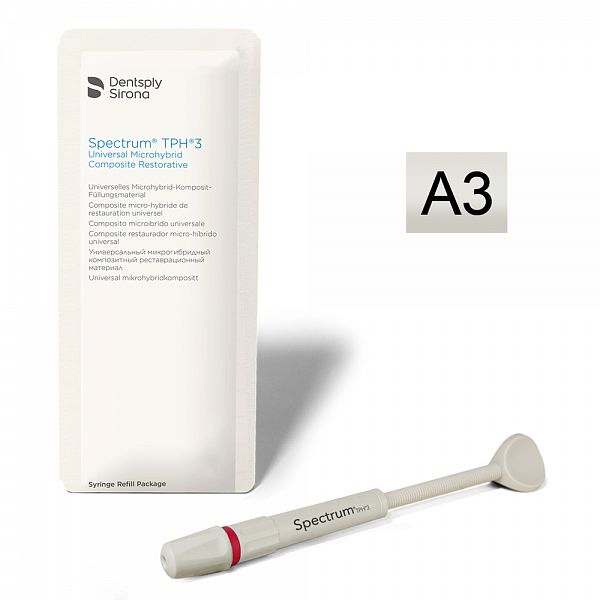 Dentsply
Sirona
Spectrum® TPH®3
Universal Microhybrid
Composite Restorative
Universelles Microhybrid-Komposit-
Füllungsmaterial
Composite micro-hybride de
restauration universel
Composito microibrido universale
Composite restaurador micro-híbrido
universal
Универсальный микрогибридный
композитный реставрационный
материал
Universal mikrohybridkompositt
Syringe Refill Package
A3
Spectrum® TPH®3